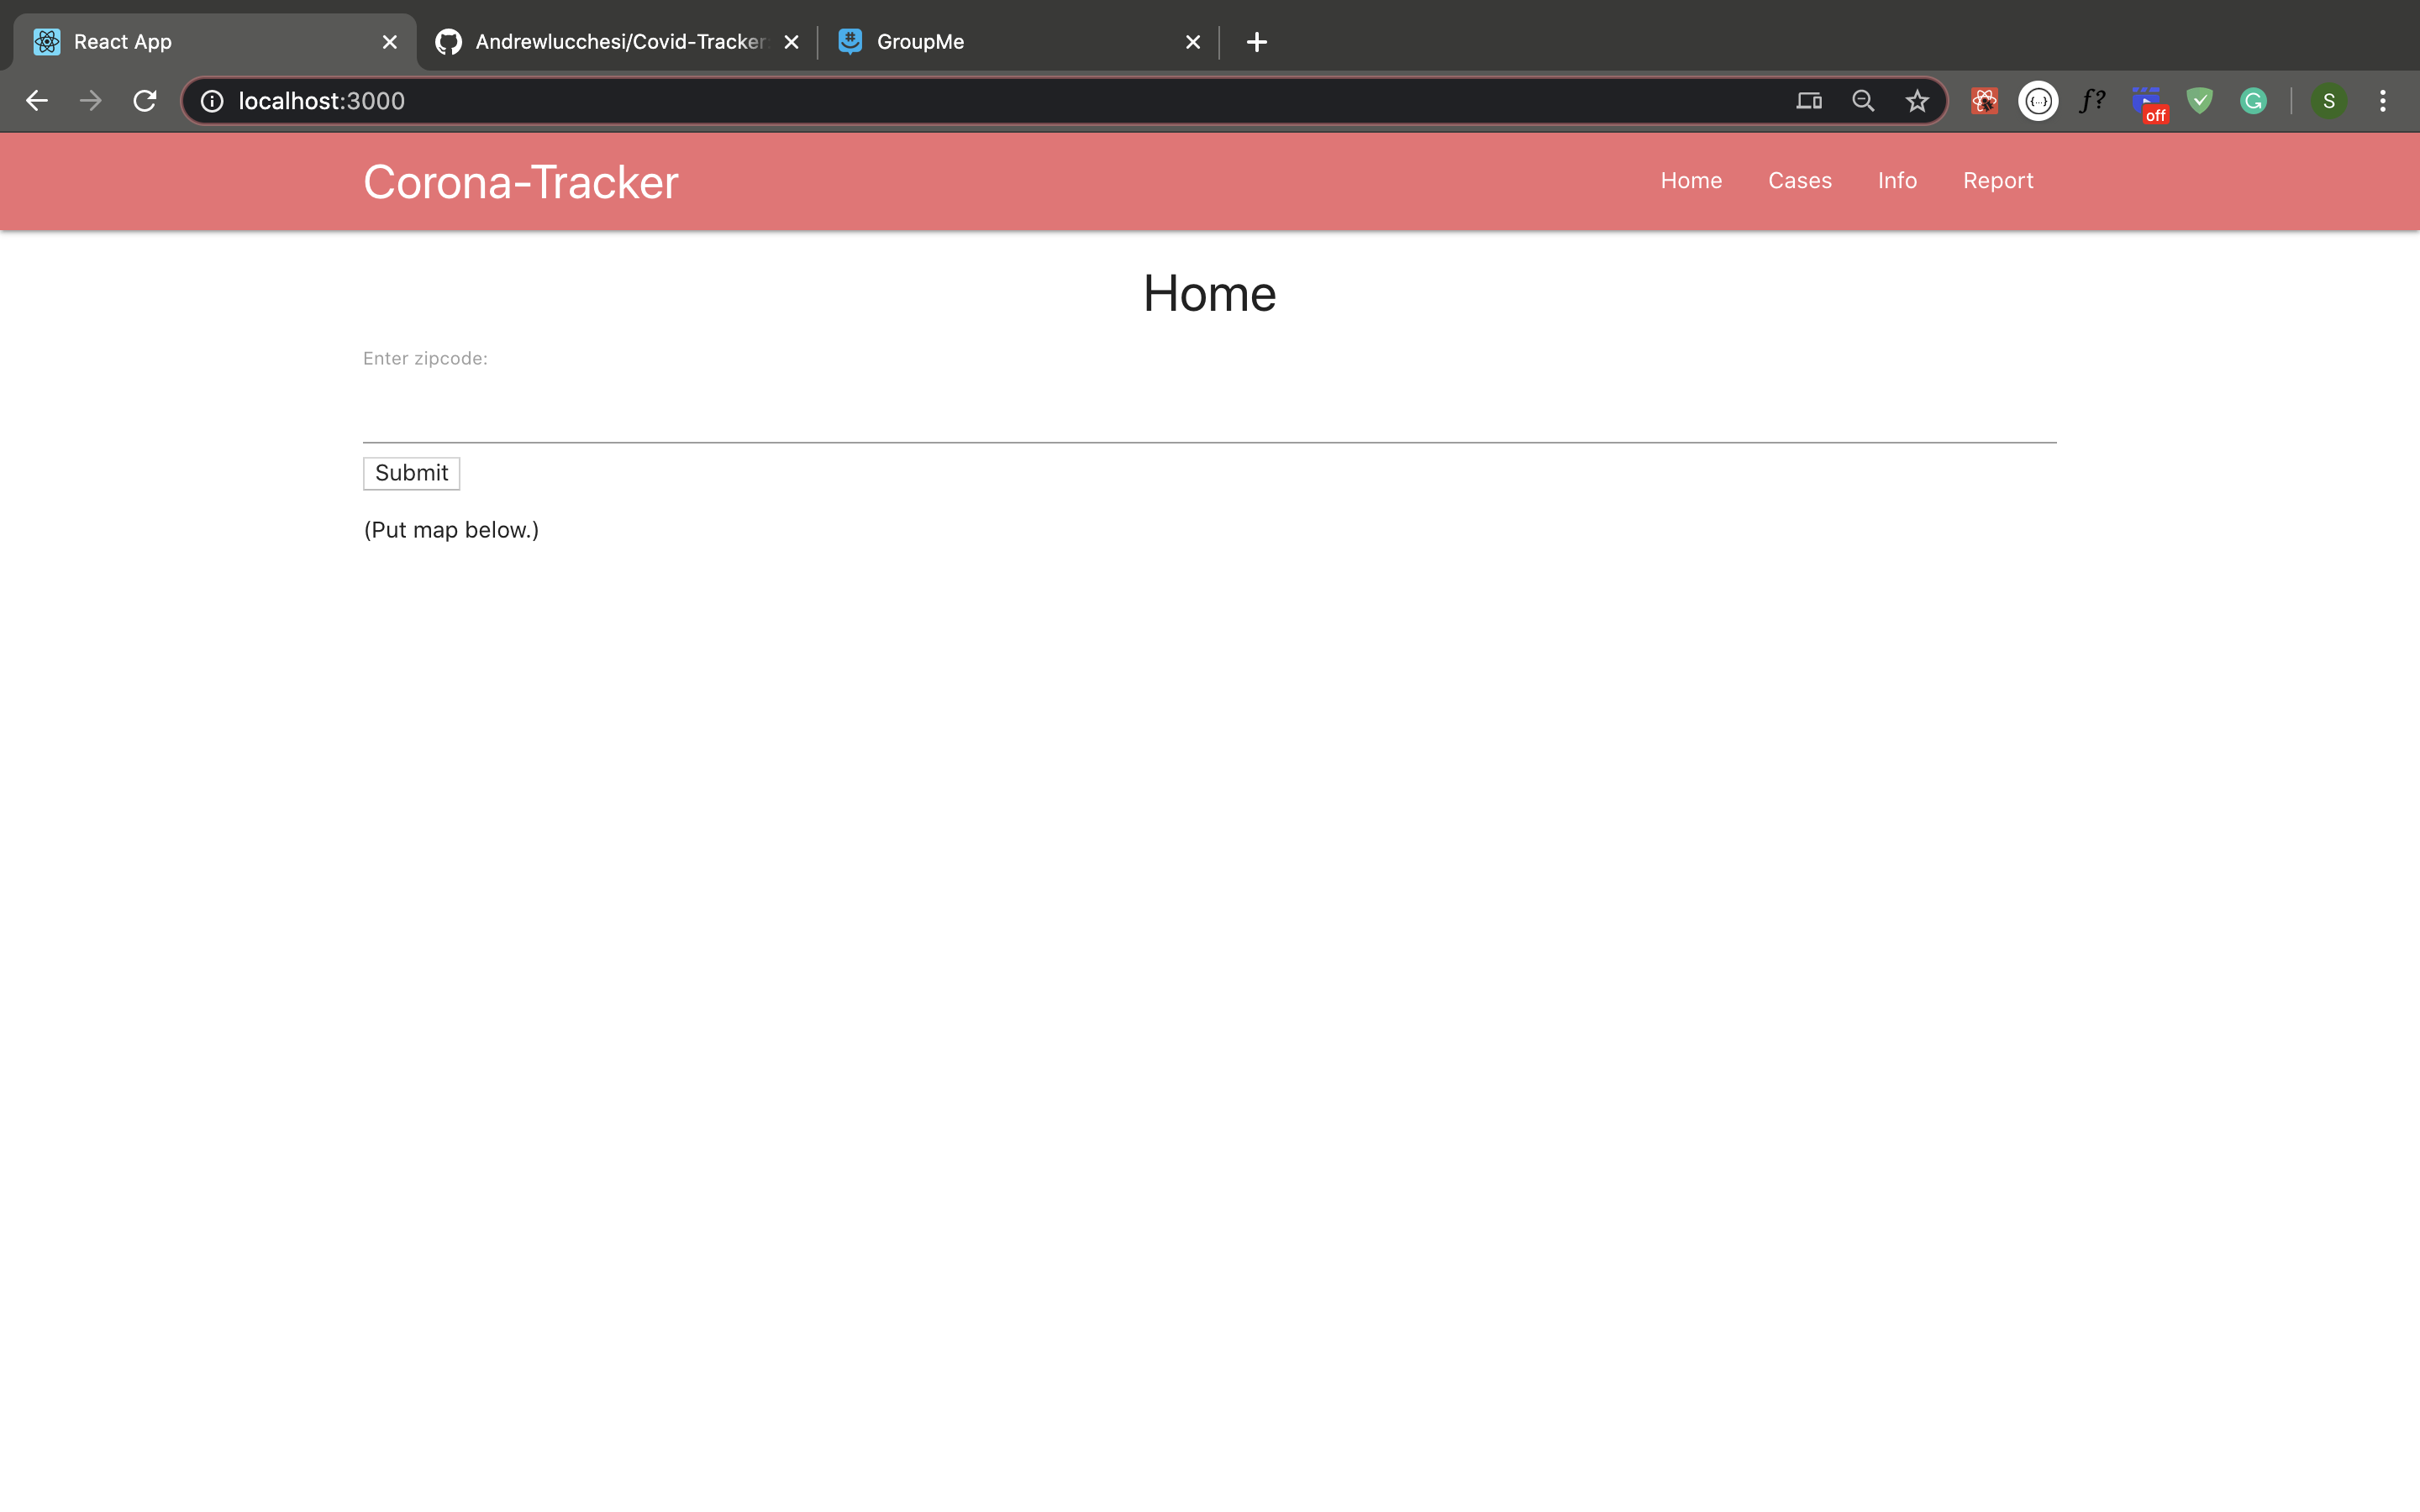 React App
Andrewlucchesi/Covid-Tracker
GroupMe
localhost:3000
f?
off
S
Corona-Tracker
Home Cases Info Report
Home
Enter zipcode:
Submit
(Put map below.)